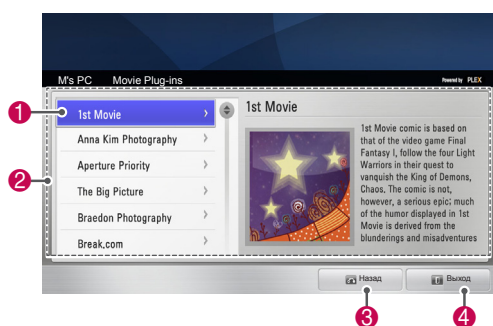 M's PC Movie Plug-ins Powered by PLEX
1st Movie
Anna Kim Photography
Aperture Priority
The Big Picture
Braedon Photography
Break,com
1st Movie
1st Movie comic is based on
that of the video game Final
Fantasy I, follow the four Light
Warriors in their quest to
vanquish the King of Demons,
Chaos. The comic is not,
however, a serious epic; much
of the humor displayed in 1st
Movie is derived from the
blunderings and misadventures
Назад
Выход
1
2
3
4